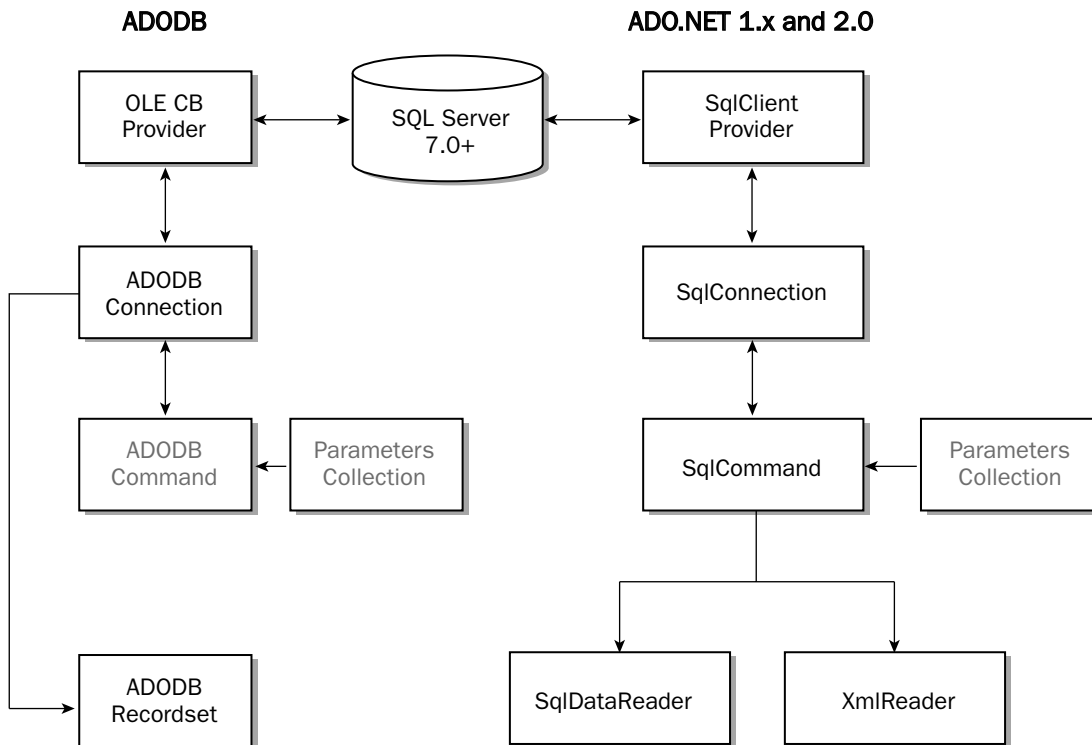 ADODB
ADO.NET 1.x and 2.0
OLE CB
Provider
SQL Server
7.0+
SqlClient
Provider
ADODB
Connection
SqlConnection
ADODB
Command
Parameters
Collection
SqlCommand
Parameters
Collection
ADODB
Recordset
SqlDataReader
XmlReader